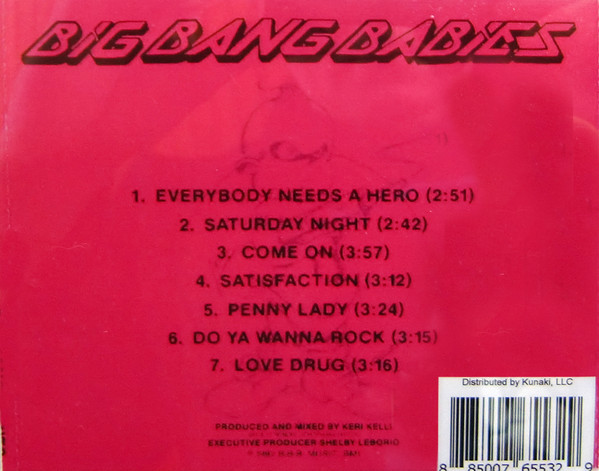 BIG BANG BABIES
1. EVERYBODY NEEDS A HERO (2:51)
2. SATURDAY NIGHT (2:42)
3. COME ON (3:57)
4. SATISFACTION (3:12)
5. PENNY LADY (3:24)
6. DO YA WANNA ROCK (3:15)
7. LOVE DRUG (3:16)
PRODUCED AND MIXED BY KERI KELLI
EXECUTIVE PRODUCER SHELBY LEBORIO
Distributed by Kunaki, LLC
8 85007 65532 9